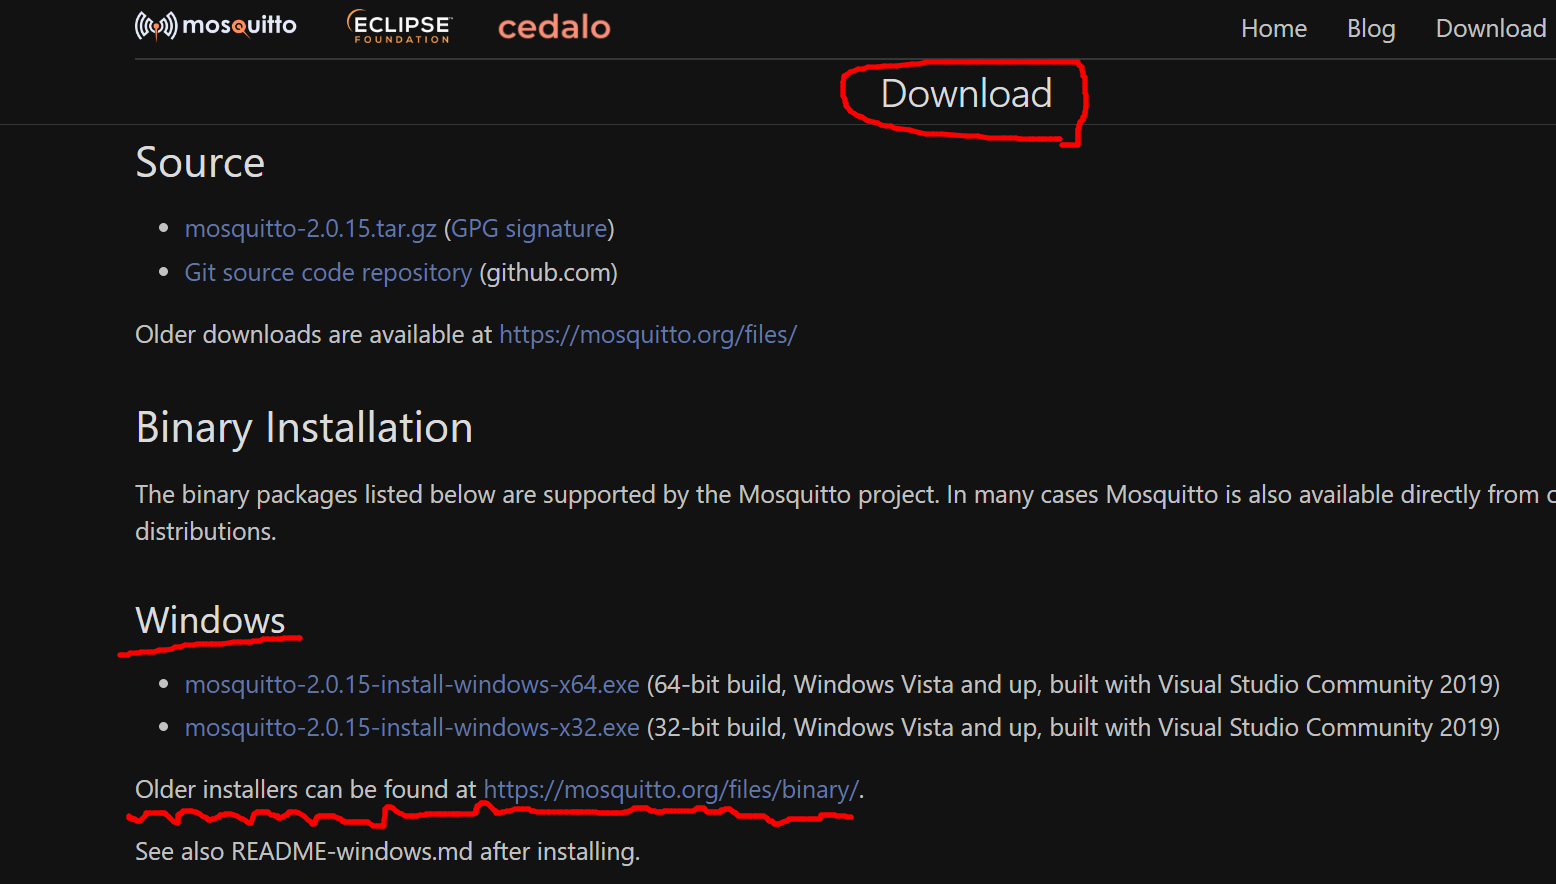 mosquitto ECLIPSE FOUNDATION cedalo Home Blog Download
Download
Source
mosquitto-2.0.15.tar.gz (GPG signature)
Git source code repository (github.com)
Older downloads are available at https://mosquitto.org/files/
Binary Installation
The binary packages listed below are supported by the Mosquitto project. In many cases Mosquitto is also available directly from
distributions.
Windows
mosquitto-2.0.15-install-windows-x64.exe (64-bit build, Windows Vista and up, built with Visual Studio Community 2019)
mosquitto-2.0.15-install-windows-x32.exe (32-bit build, Windows Vista and up, built with Visual Studio Community 2019)
Older installers can be found at https://mosquitto.org/files/binary/.
See also README-windows.md after installing.